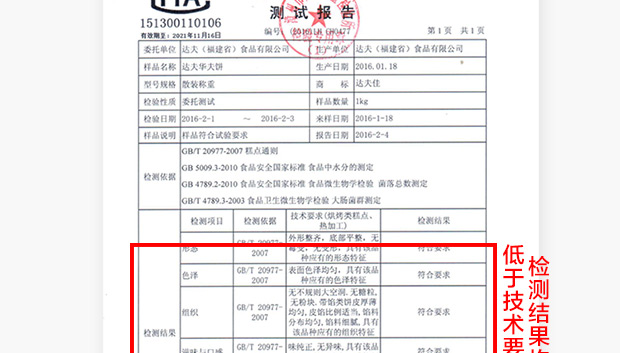 151300110106
有效期至:2021年11月16日
测试报告
第 1 页 共 1 页
编号:
委托单位 达夫(福建省)食品有限公司 生产单位 达夫(福建省)食品有限公司
样品名称 达夫华夫饼 生产日期 2016.01.18
型号规格 散装称重 商 标 达夫佳
检验性质 委托测试 样品数量 1kg
检验日期 2016-2-1 ~ 2016-2-3 来样日期 2016-1-18
样品说明 样品符合试验要求 报告日期 2016-2-4
检测依据
GB/T 20977-2007 糕点通则
GB 5009.3-2010 食品安全国家标准 食品中水分的测定
GB 4789.2-2010 食品安全国家标准 食品微生物学检验 菌落总数测定
GB/T 4789.3-2003 食品卫生微生物学检验 大肠菌群测定
检测结果
检测项目 检测依据 技术要求(烘烤类糕点、热加工) 检测结果
形态 GB/T 20977-2007 外形整齐, 底部平整, 无霉变, 无变形, 具有该品种应有的形态特征 符合要求
色泽 GB/T 20977-2007 表面色泽均匀, 具有该品种应有的色泽特征 符合要求
组织 GB/T 20977-2007 无不规则大空洞. 无糖粒, 无粉块. 带馅类饼皮厚薄均匀, 皮馅比例适当, 馅料分布均匀, 馅料细腻, 具有该品种应有的组织特征 符合要求
滋味与口感 GB/T 20977- 味纯正, 无异味, 具有该品 符合要求
检测结果均
低于技术要